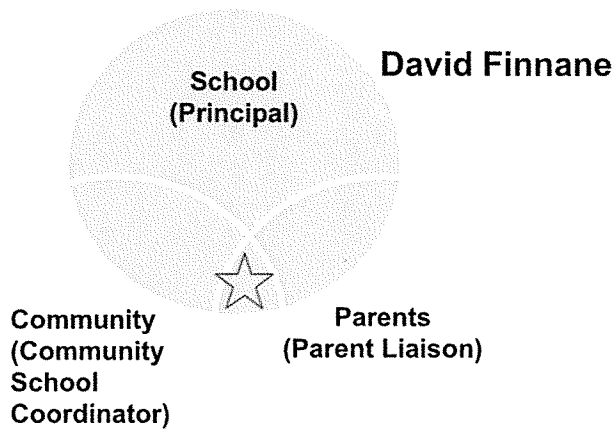 David Finnane
School
(Principal)
Community
(Community
School
Coordinator)
Parents
(Parent Liaison)